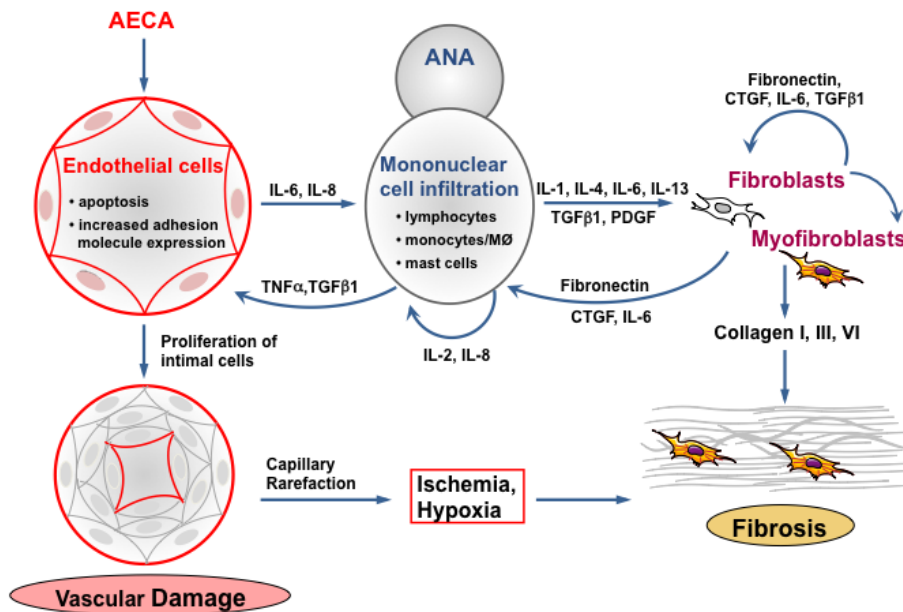 AECA
Endothelial cells
• apoptosis
• increased adhesion
molecule expression
IL-6, IL-8
ANA
Mononuclear
cell infiltration
• lymphocytes
• monocytes/MØ
• mast cells
IL-1, IL-4, IL-6, IL-13
TGFβ1, PDGF
Fibronectin,
CTGF, IL-6, TGFβ1
Fibroblasts
Myofibroblasts
TNFα,TGFβ1
IL-2, IL-8
Fibronectin
CTGF, IL-6
Collagen I, III, VI
Proliferation of
intimal cells
Capillary
Rarefaction
Ischemia,
Hypoxia
Fibrosis
Vascular Damage